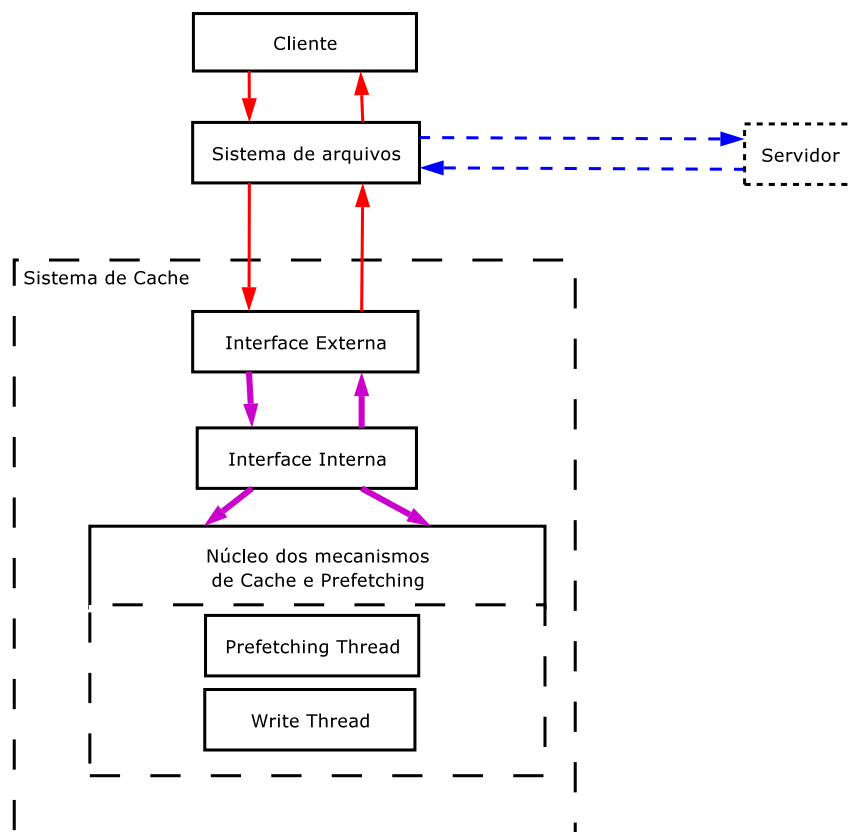 Cliente
Sistema de arquivos
Servidor
Sistema de Cache
Interface Externa
Interface Interna
Núcleo dos mecanismos
de Cache e Prefetching
Prefetching Thread
Write Thread